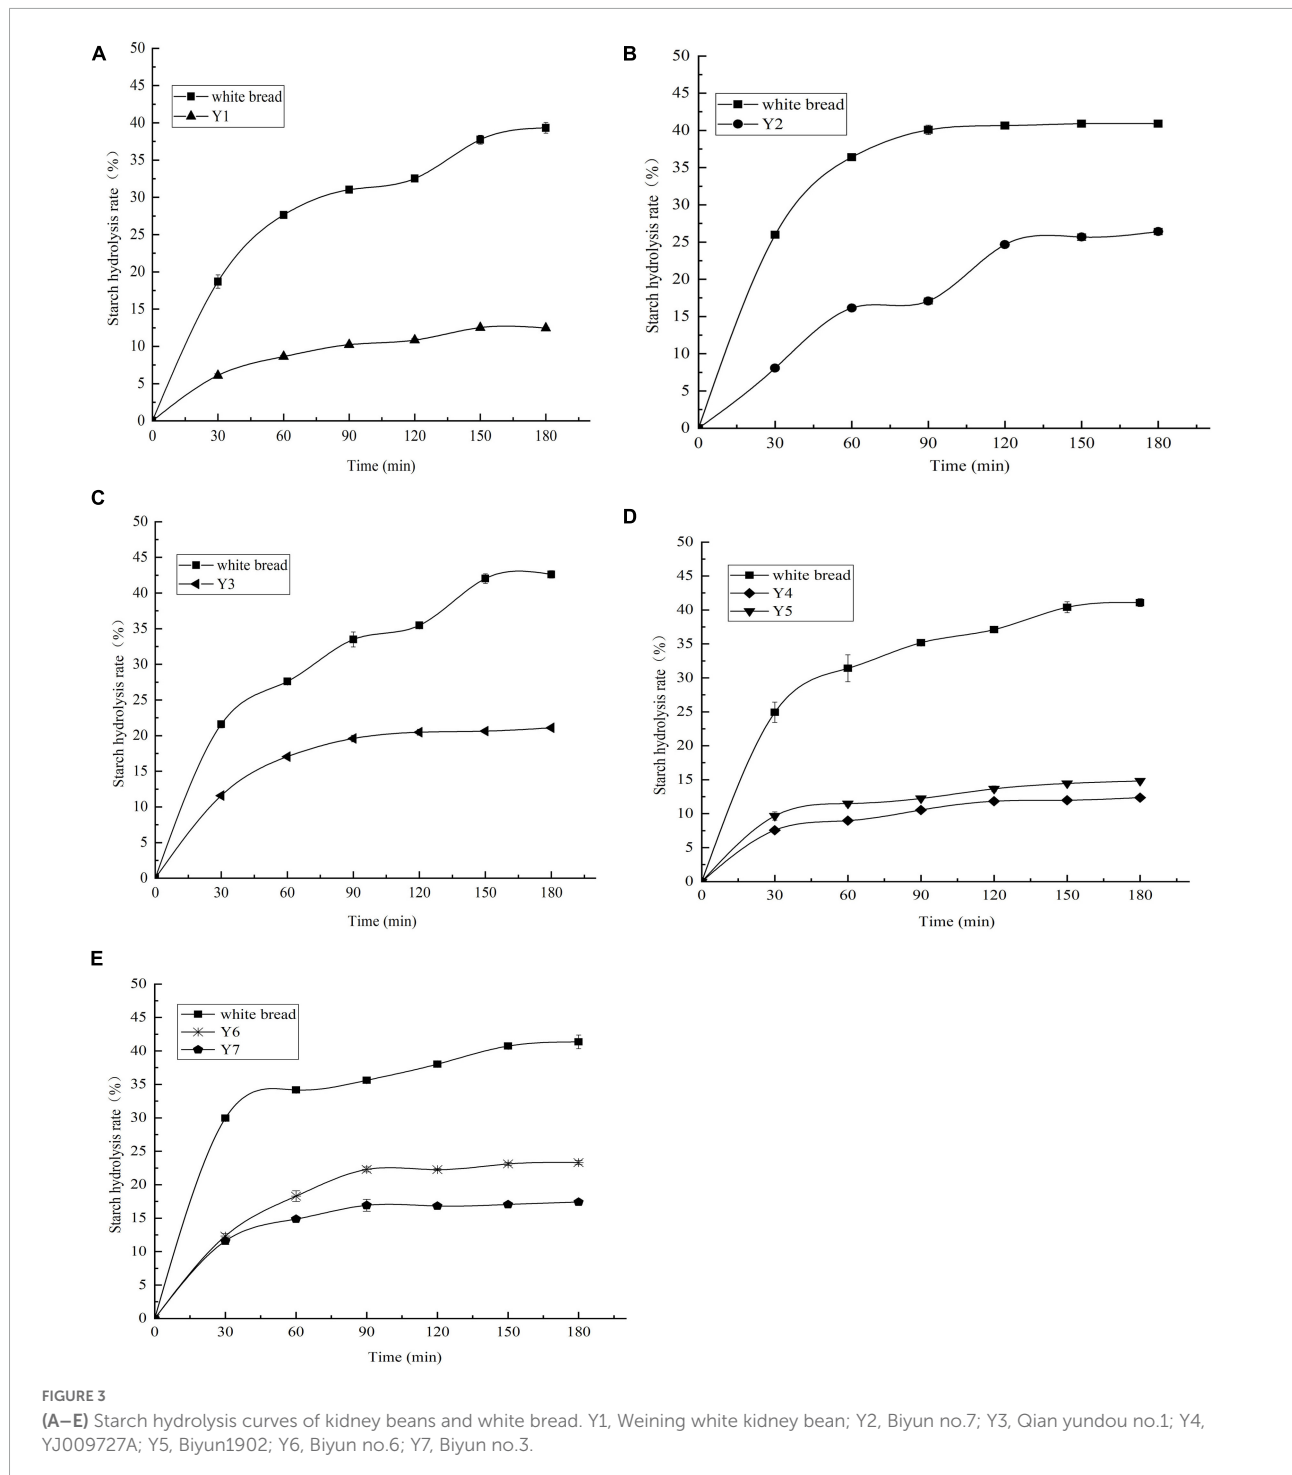 A
50
45
40
35
30
25
20
15
10
5
0
Starch hydrolysis rate（%）
white bread
Y1
0 30 60 90 120 150 180
Time (min)
B
50
45
40
35
30
25
20
15
10
5
0
Starch hydrolysis rate（%）
white bread
Y2
0 30 60 90 120 150 180
Time (min)
C
50
45
40
35
30
25
20
15
10
5
0
Starch hydrolysis rate（%）
white bread
Y3
0 30 60 90 120 150 180
Time (min)
D
50
45
40
35
30
25
20
15
10
5
0
Starch hydrolysis rate（%）
white bread
Y4
Y5
0 30 60 90 120 150 180
Time (min)
E
50
45
40
35
30
25
20
15
10
5
0
Starch hydrolysis rate（%）
white bread
Y6
Y7
0 30 60 90 120 150 180
Time (min)
FIGURE 3
(A–E) Starch hydrolysis curves of kidney beans and white bread. Y1, Weining white kidney bean; Y2, Biyun no.7; Y3, Qian yundou no.1; Y4,
YJ009727A; Y5, Biyun1902; Y6, Biyun no.6; Y7, Biyun no.3.